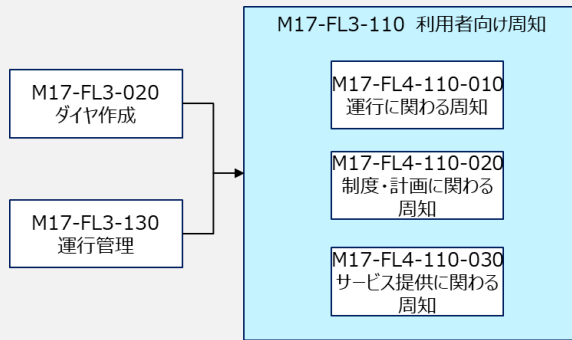 M17-FL3-020
ダイヤ作成
M17-FL3-130
運行管理
M17-FL3-110 利用者向け周知
M17-FL4-110-010
運行に関わる周知
M17-FL4-110-020
制度・計画に関わる
周知
M17-FL4-110-030
サービス提供に関わる
周知